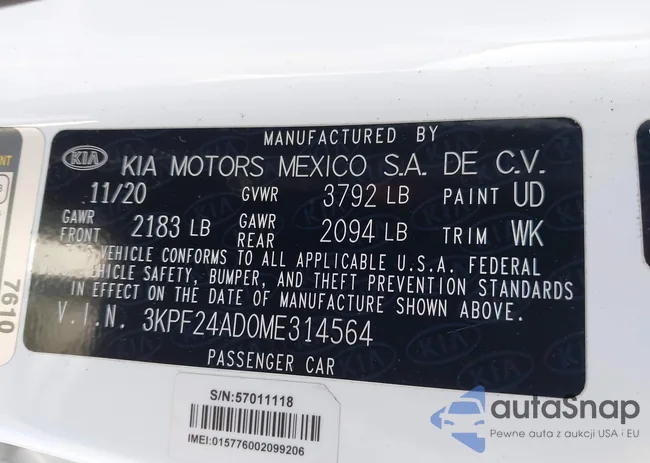 MANUFACTURED BY
KIA KIA MOTORS MEXICO S.A. DE C.V.
11/20 GVWR 3792 LB PAINT UD
GAWR FRONT 2183 LB GAWR REAR 2094 LB TRIM WK
VEHICLE CONFORMS TO ALL APPLICABLE U.S.A. FEDERAL
VEHICLE SAFETY, BUMPER, AND THEFT PREVENTION STANDARDS
IN EFFECT ON THE DATE OF MANUFACTURE SHOWN ABOVE.
V.I.N. 3KPF24AD0ME314564
PASSENGER CAR
7610
S/N:57011118
IMEI:015776002099206
autaSnap
Pewne auta z aukcji USA i EU